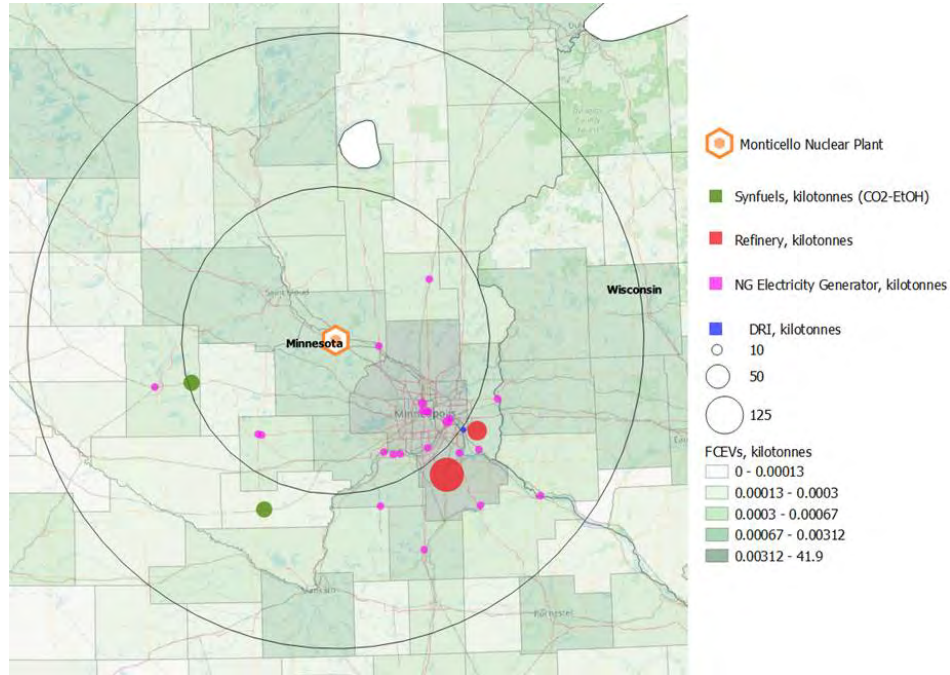 Wisconsin
Minnesota
Minneapolis
Monticello Nuclear Plant
Synfuels, kilotonnes (CO2-EtOH)
Refinery, kilotonnes
NG Electricity Generator, kilotonnes
DRI, kilotonnes
10
50
125
FCEVs, kilotonnes
0 - 0.00013
0.00013 - 0.0003
0.0003 - 0.00067
0.00067 - 0.00312
0.00312 - 41.9